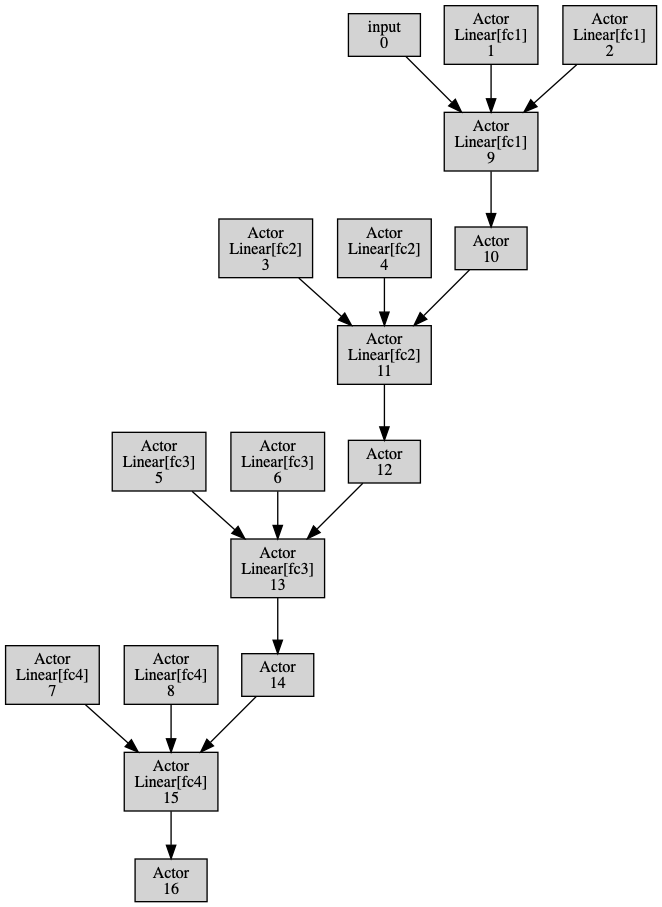 input
0
Actor
Linear[fc1]
1
Actor
Linear[fc1]
2
Actor
Linear[fc1]
9
Actor
10
Actor
Linear[fc2]
3
Actor
Linear[fc2]
4
Actor
Linear[fc2]
11
Actor
12
Actor
Linear[fc3]
5
Actor
Linear[fc3]
6
Actor
Linear[fc3]
13
Actor
14
Actor
Linear[fc4]
7
Actor
Linear[fc4]
8
Actor
Linear[fc4]
15
Actor
16